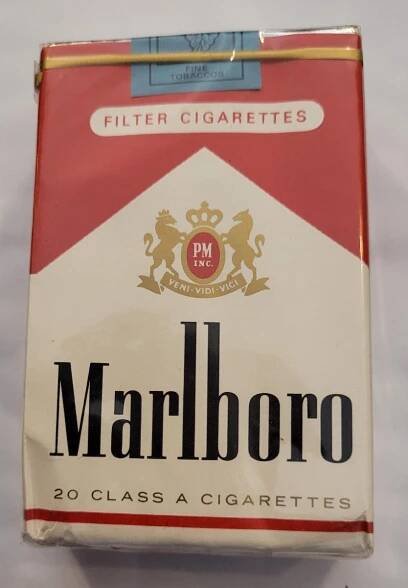 FINE
TOBACCOS
FILTER CIGARETTES
PM
INC.
VENI·VIDI·VICI
Marlboro
20 CLASS A CIGARETTES